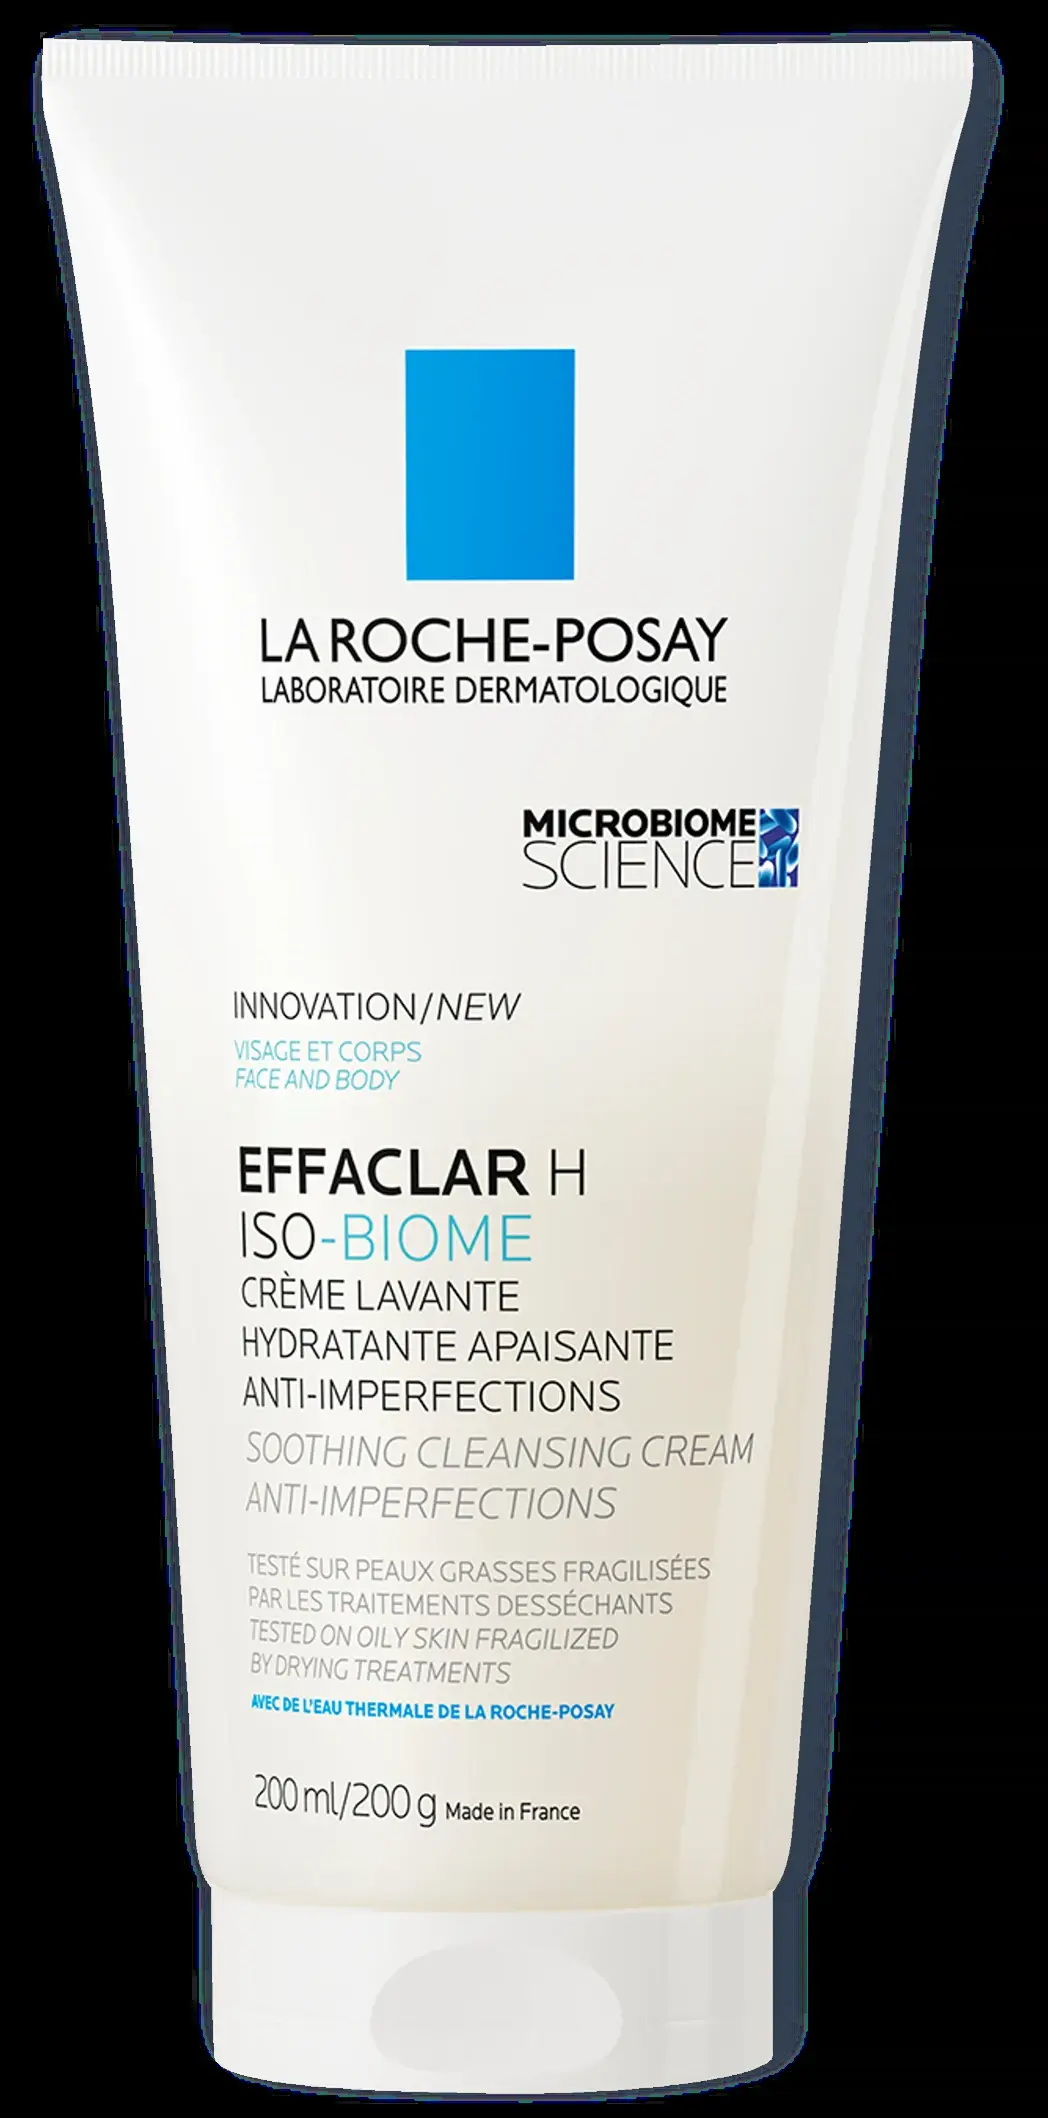 LA ROCHE-POSAY
LABORATOIRE DERMATOLOGIQUE
MICROBIOME
SCIENCE
INNOVATION/NEW
VISAGE ET CORPS
FACE AND BODY
EFFACLAR H
ISO-BIOME
CRÈME LAVANTE
HYDRATANTE APAISANTE
ANTI-IMPERFECTIONS
SOOTHING CLEANSING CREAM
ANTI-IMPERFECTIONS
TESTÉ SUR PEAUX GRASSES FRAGILISÉES
PAR LES TRAITEMENTS DESSÉCHANTS
TESTED ON OILY SKIN FRAGILIZED
BY DRYING TREATMENTS
AVEC DE L'EAU THERMALE DE LA ROCHE-POSAY
200 ml/200 g Made in France